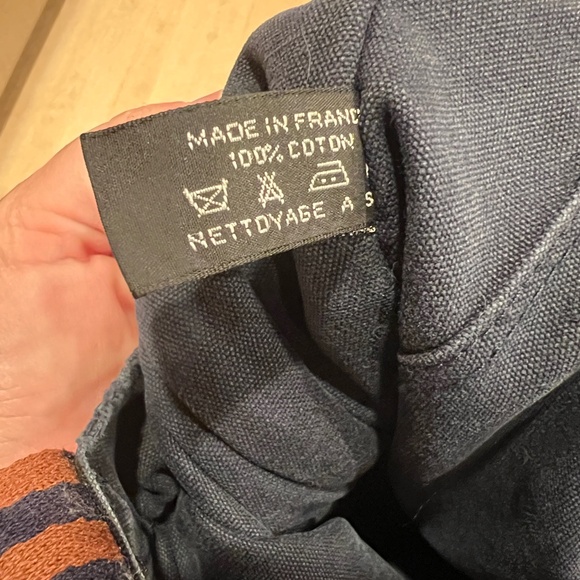 MADE IN FRANC
100% COTON
NETTOYAGE A S